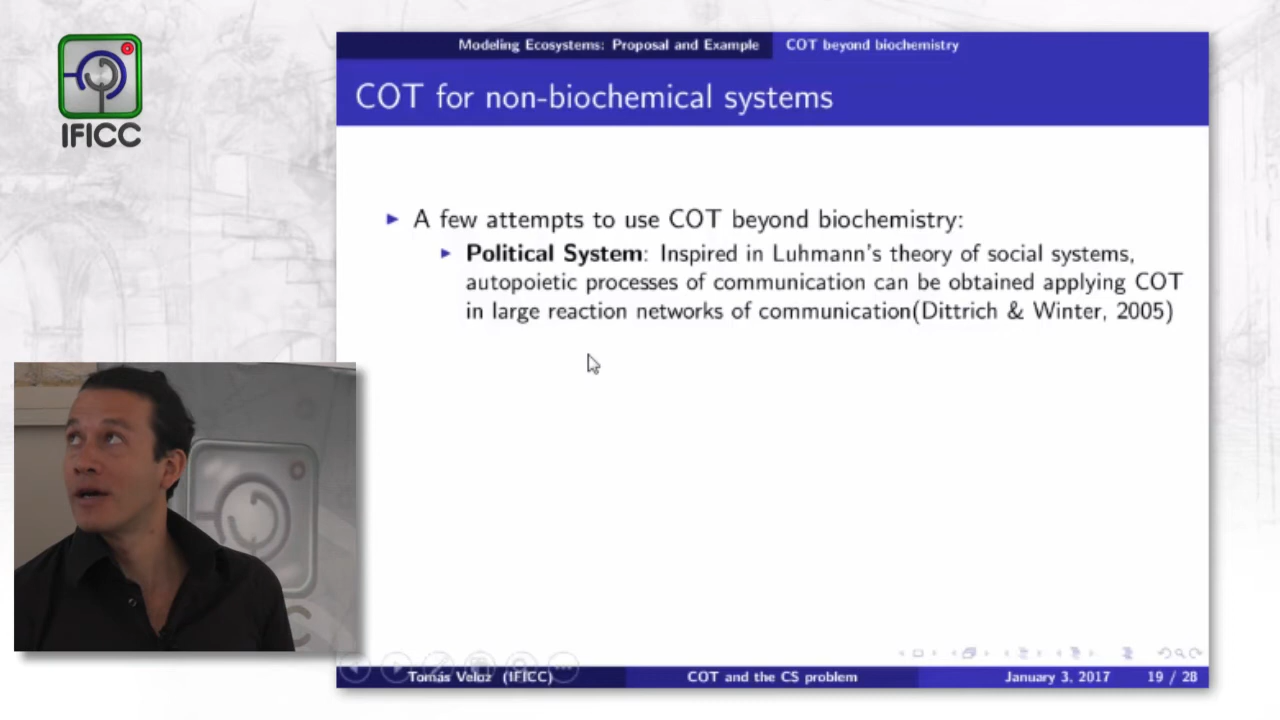 IFICC
Modeling Ecosystems: Proposal and Example
COT beyond biochemistry
COT for non-biochemical systems
A few attempts to use COT beyond biochemistry:
Political System: Inspired in Luhmann's theory of social systems,
autopoietic processes of communication can be obtained applying COT
in large reaction networks of communication(Dittrich & Winter, 2005)
Tomás Veloz (IFICC)
COT and the CS problem
January 3, 2017
19 / 28